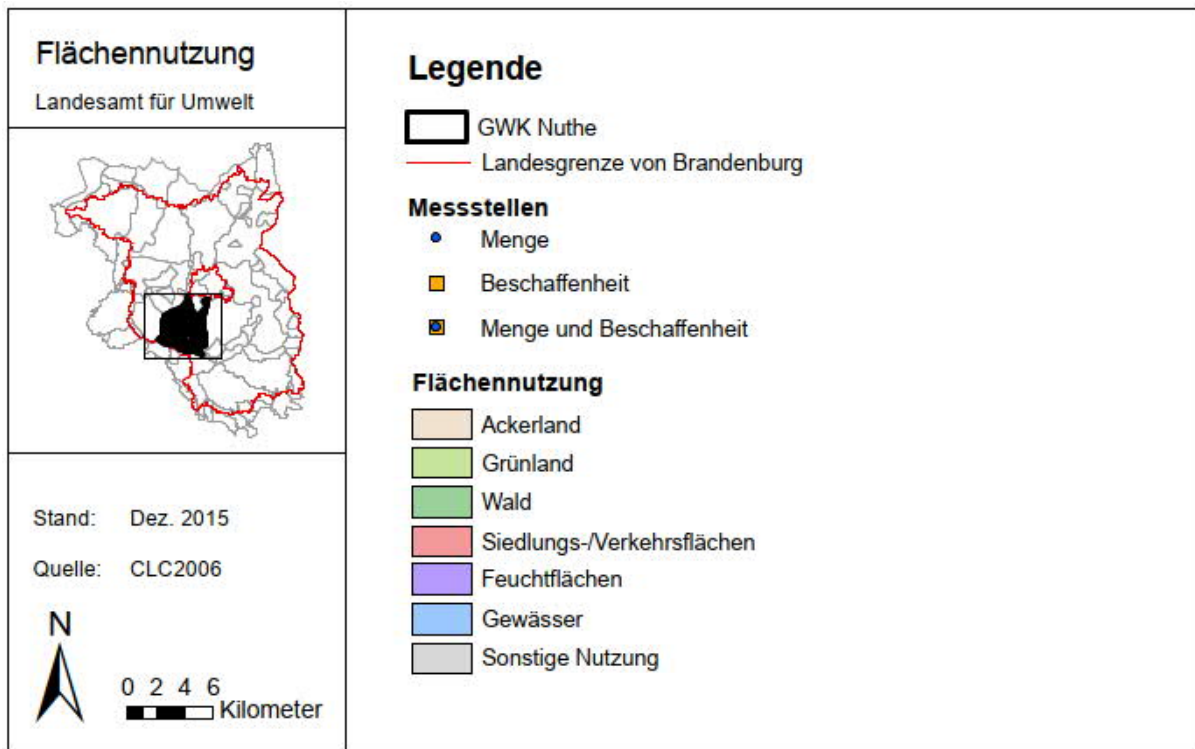 Flächennutzung
Landesamt für Umwelt
Stand: Dez. 2015
Quelle: CLC2006
N
0 2 4 6
Kilometer
Legende
GWK Nuthe
Landesgrenze von Brandenburg
Messstellen
Menge
Beschaffenheit
Menge und Beschaffenheit
Flächennutzung
Ackerland
Grünland
Wald
Siedlungs-/Verkehrsflächen
Feuchtflächen
Gewässer
Sonstige Nutzung